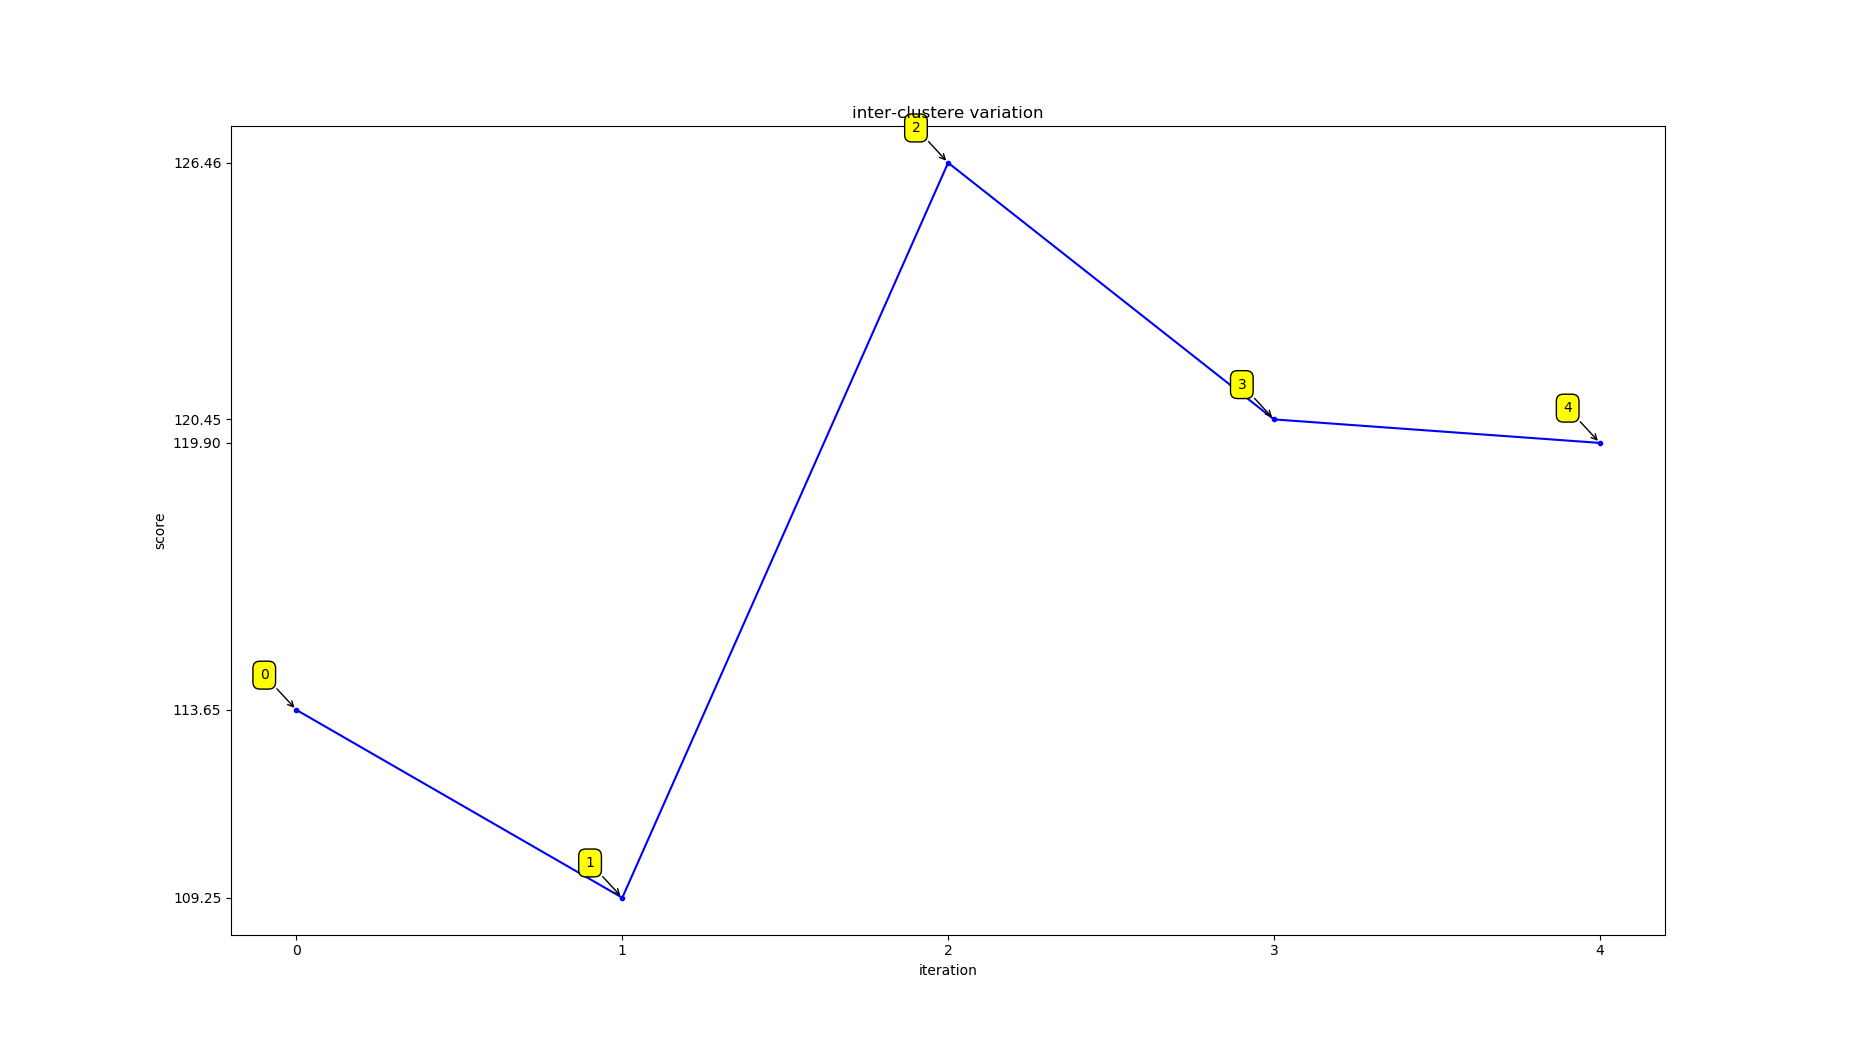 inter-clustere variation
2
126.46
3
120.45
4
119.90
score
0
113.65
1
109.25
0 1 2 3 4
iteration